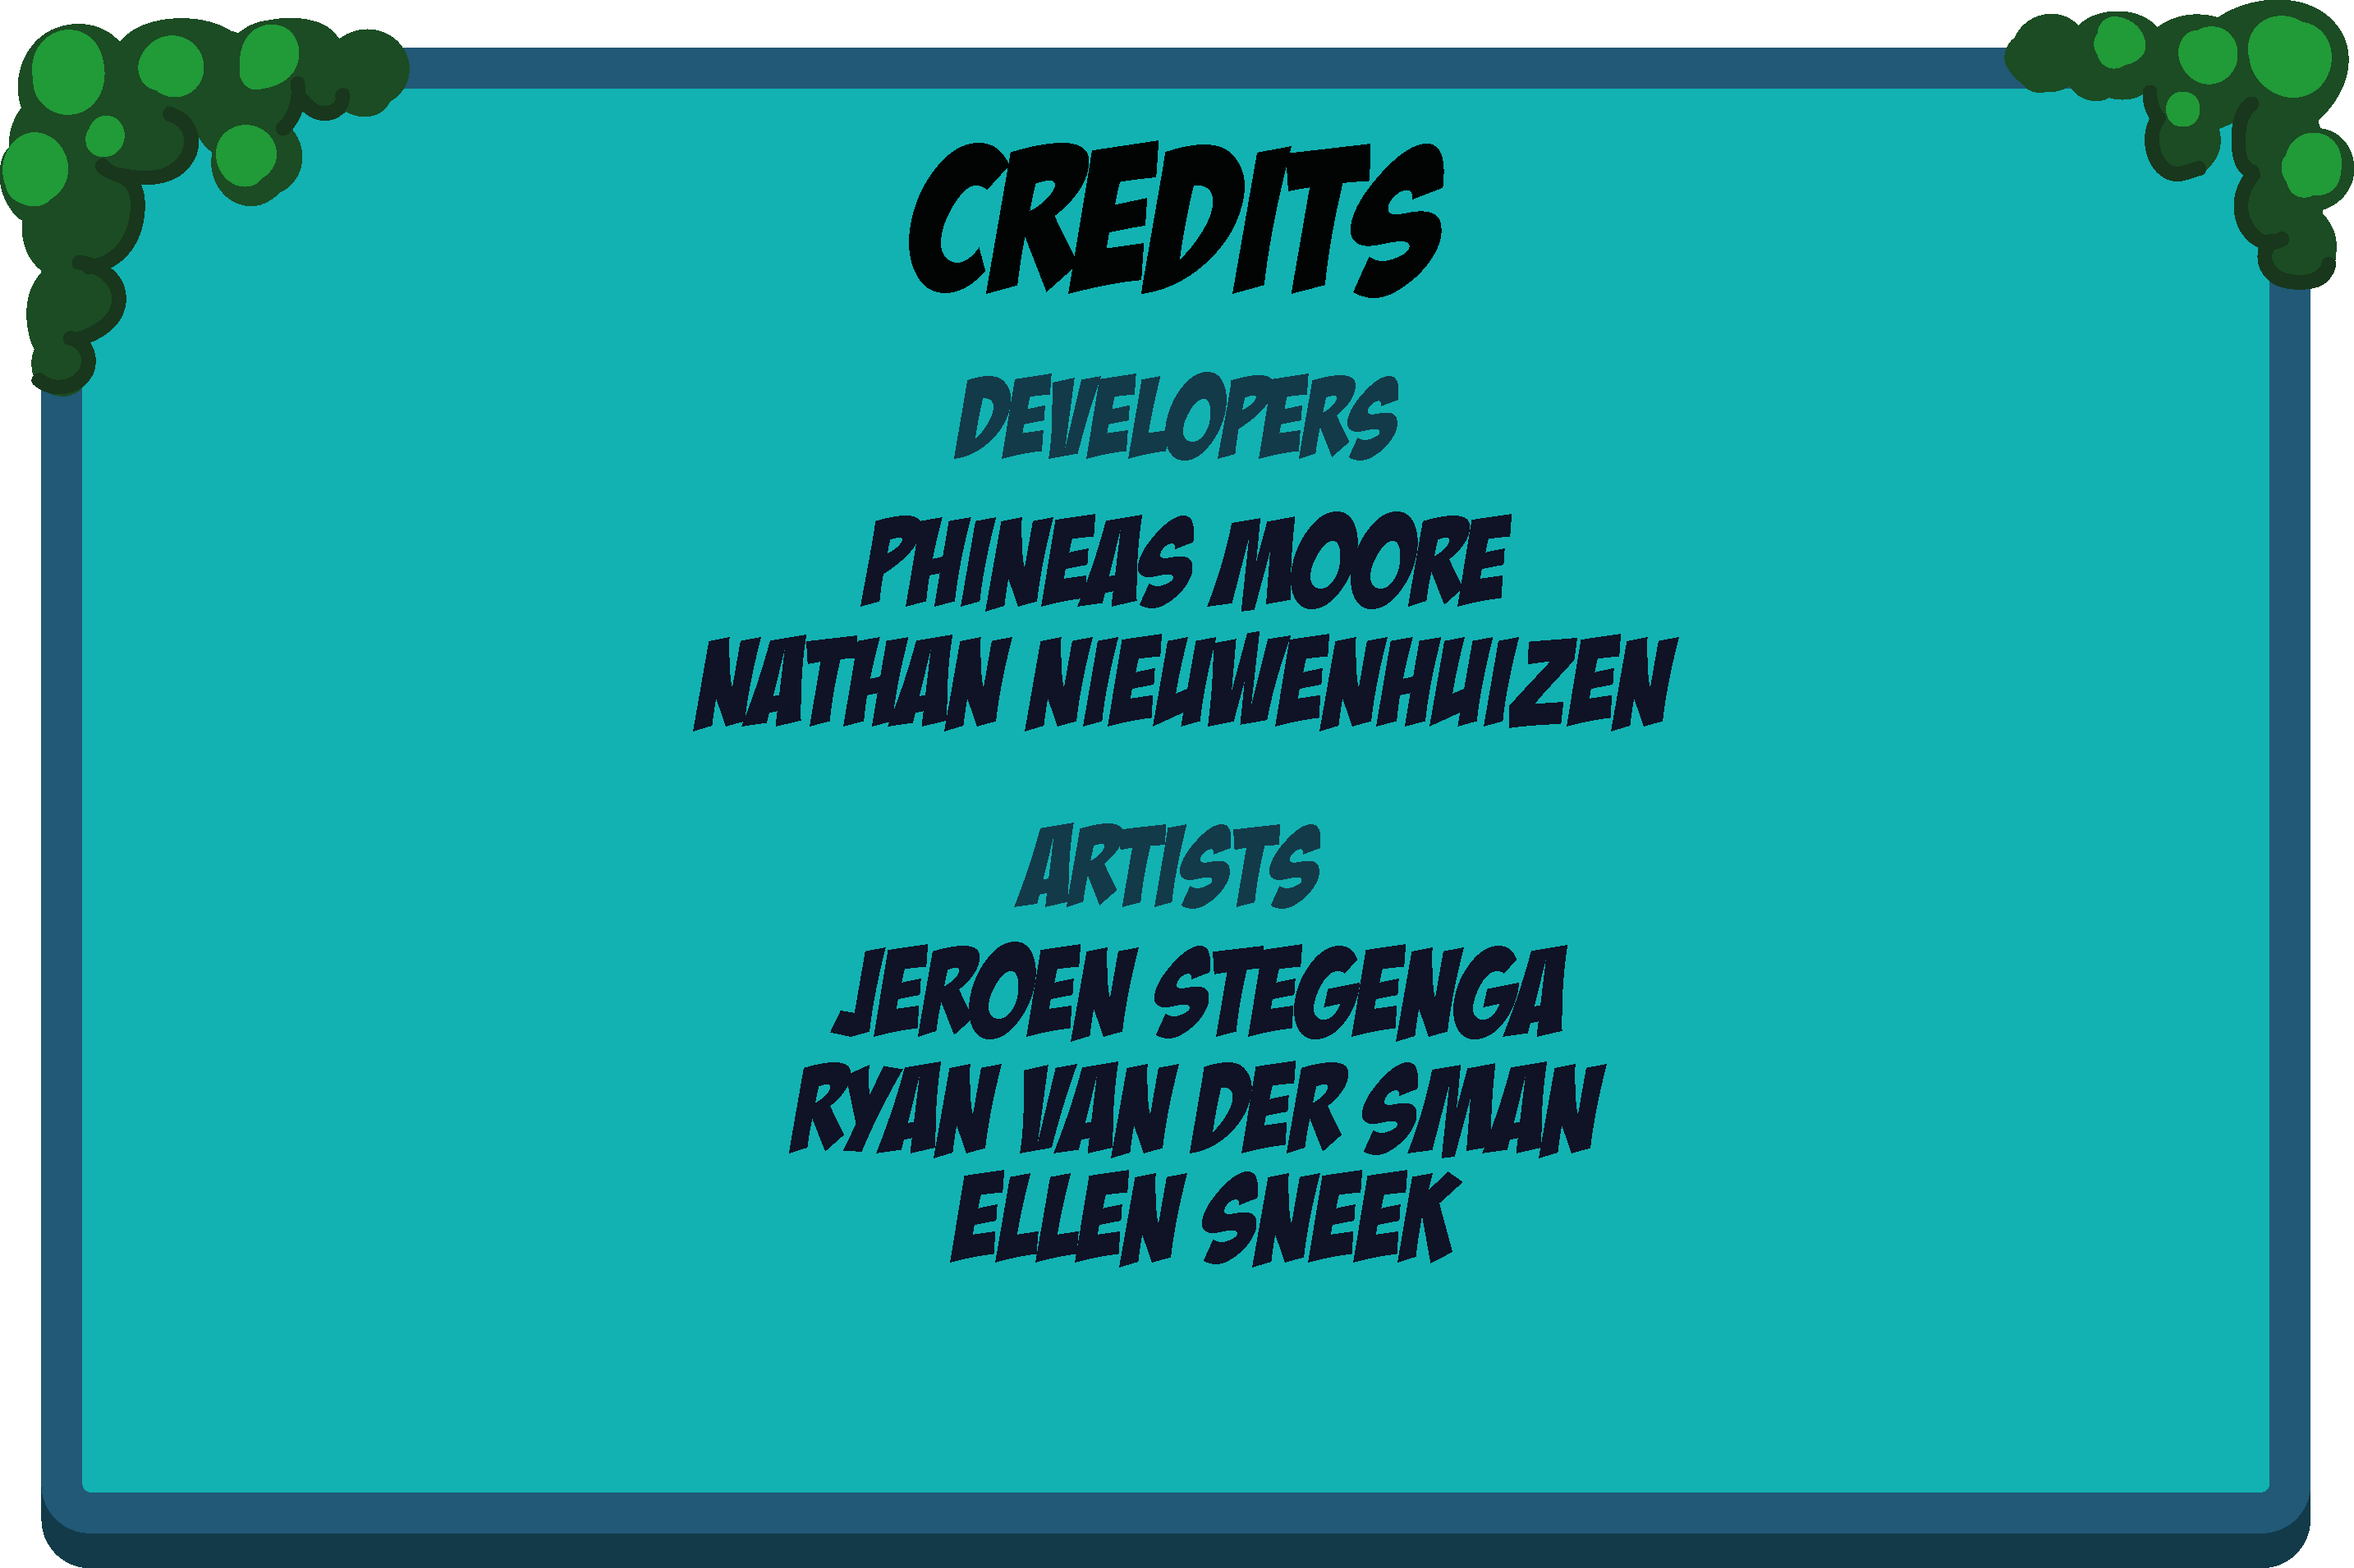 CREDITS
DEVELOPERS
PHINEAS MOORE
NATHAN NIEUWENHUIZEN
ARTISTS
JEROEN STEGENGA
RYAN VAN DER SMAN
ELLEN SNEEK